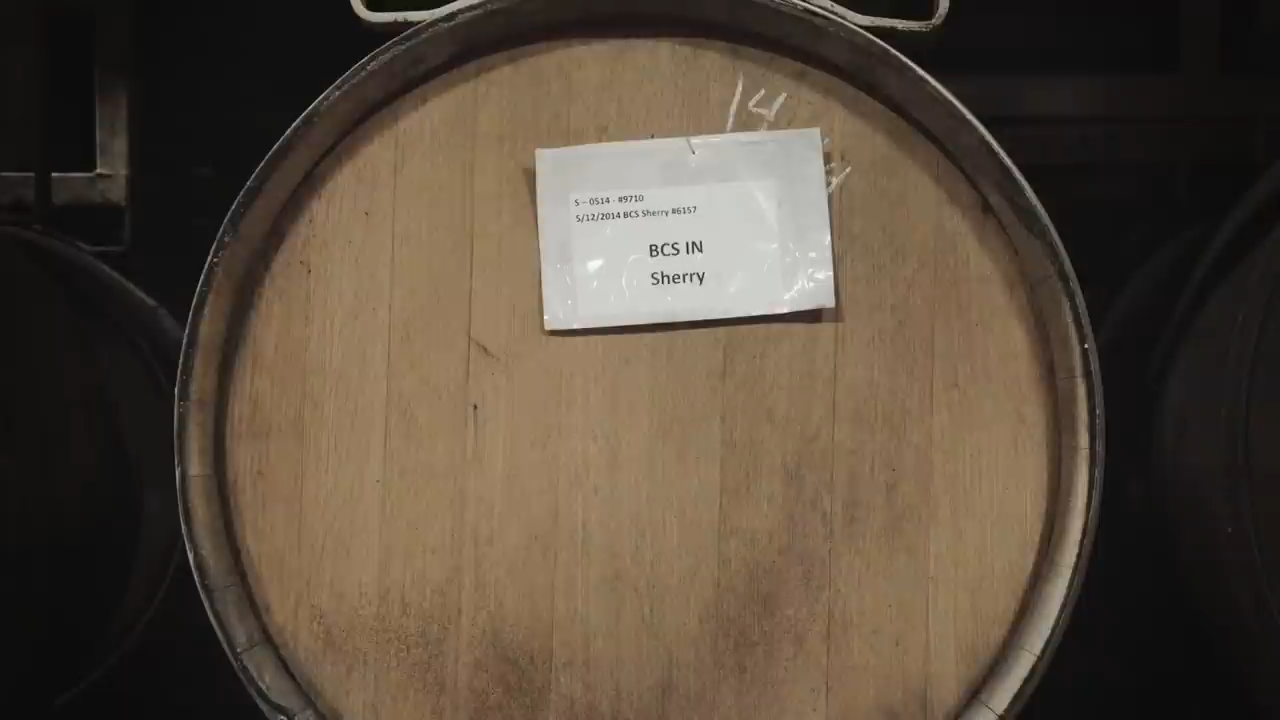 14
S – 0514 - #9710
5/12/2014 BCS Sherry #6157
BCS IN
Sherry